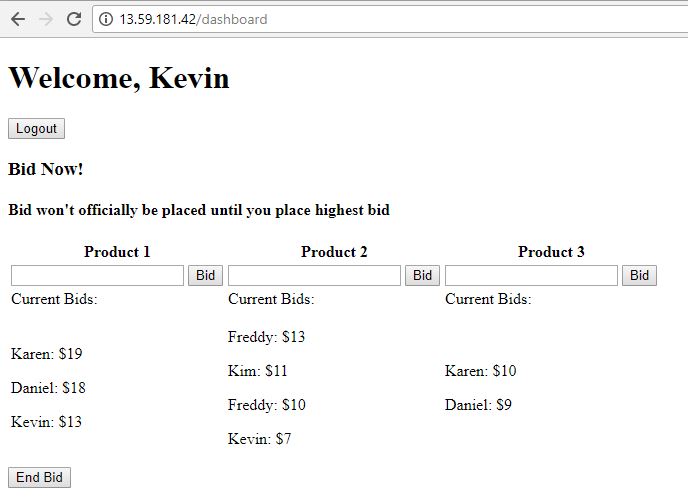 13.59.181.42/dashboard
Welcome, Kevin
Logout
Bid Now!
Bid won't officially be placed until you place highest bid
Product 1 Product 2 Product 3
Bid Bid Bid
Current Bids: Current Bids: Current Bids:
Freddy: $13
Karen: $19
Kim: $11 Karen: $10
Daniel: $18
Freddy: $10 Daniel: $9
Kevin: $13
Kevin: $7
End Bid